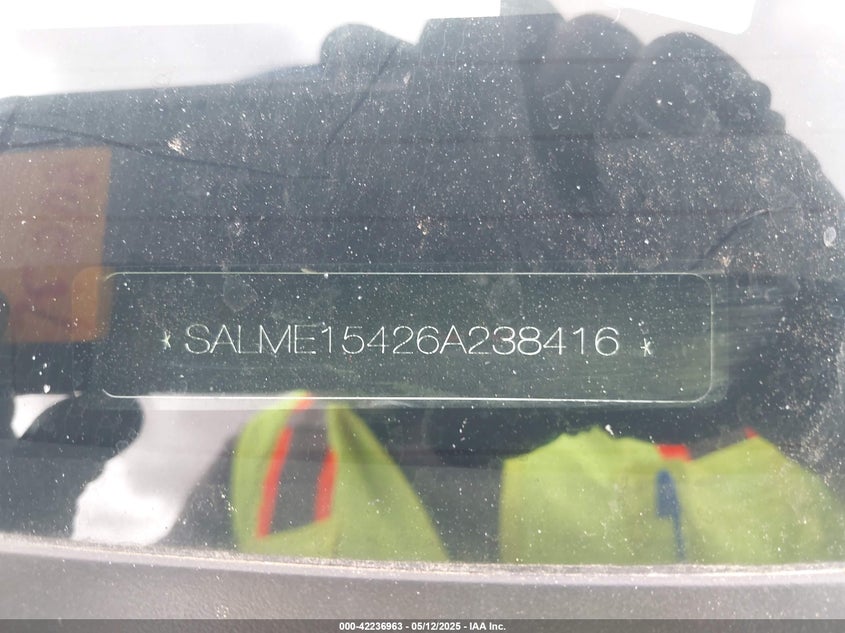 * SALME15426A238416 *
000-42236963 - 05/12/2025 - IAA Inc.